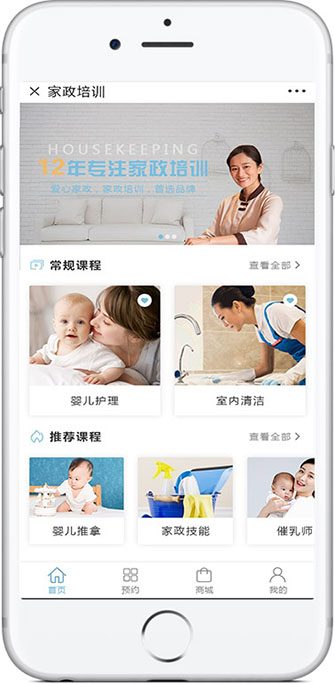 × 家政培训
HOUSEKEEPING
12年专注家政培训
爱心家政，家政培训，首选品牌
常规课程 查看全部 >
婴儿护理 室内清洁
推荐课程 查看全部 >
婴儿推拿 家政技能 催乳师
首页 预约 商城 我的